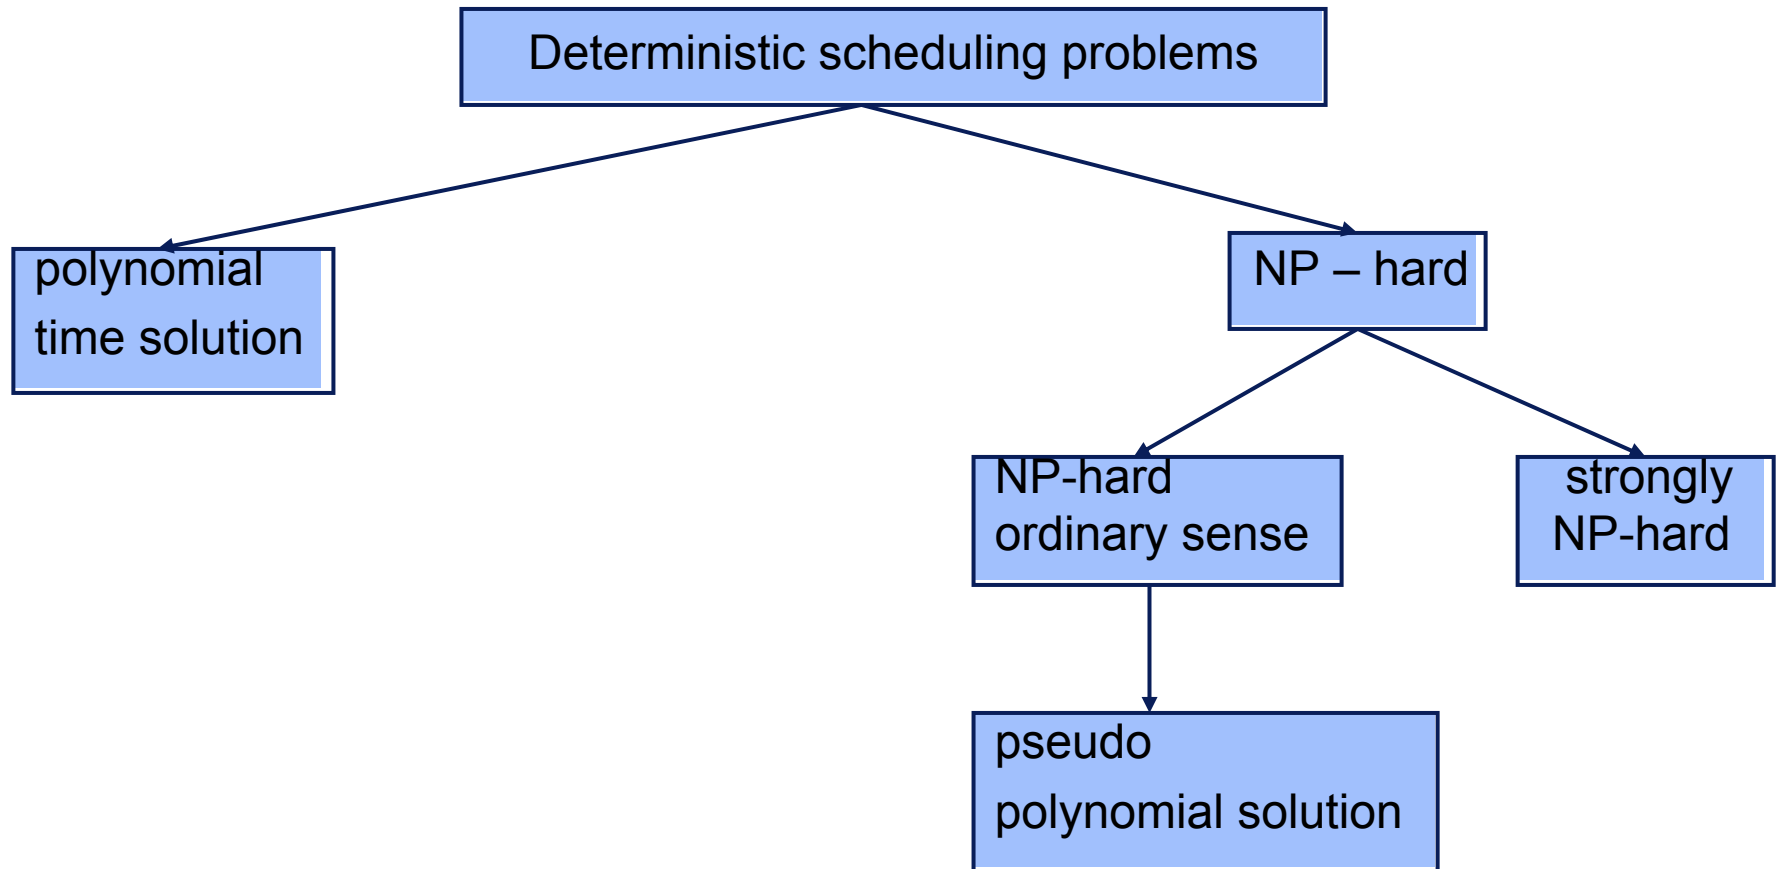 Deterministic scheduling problems
polynomial
time solution
NP – hard
NP-hard
ordinary sense
strongly
NP-hard
pseudo
polynomial solution